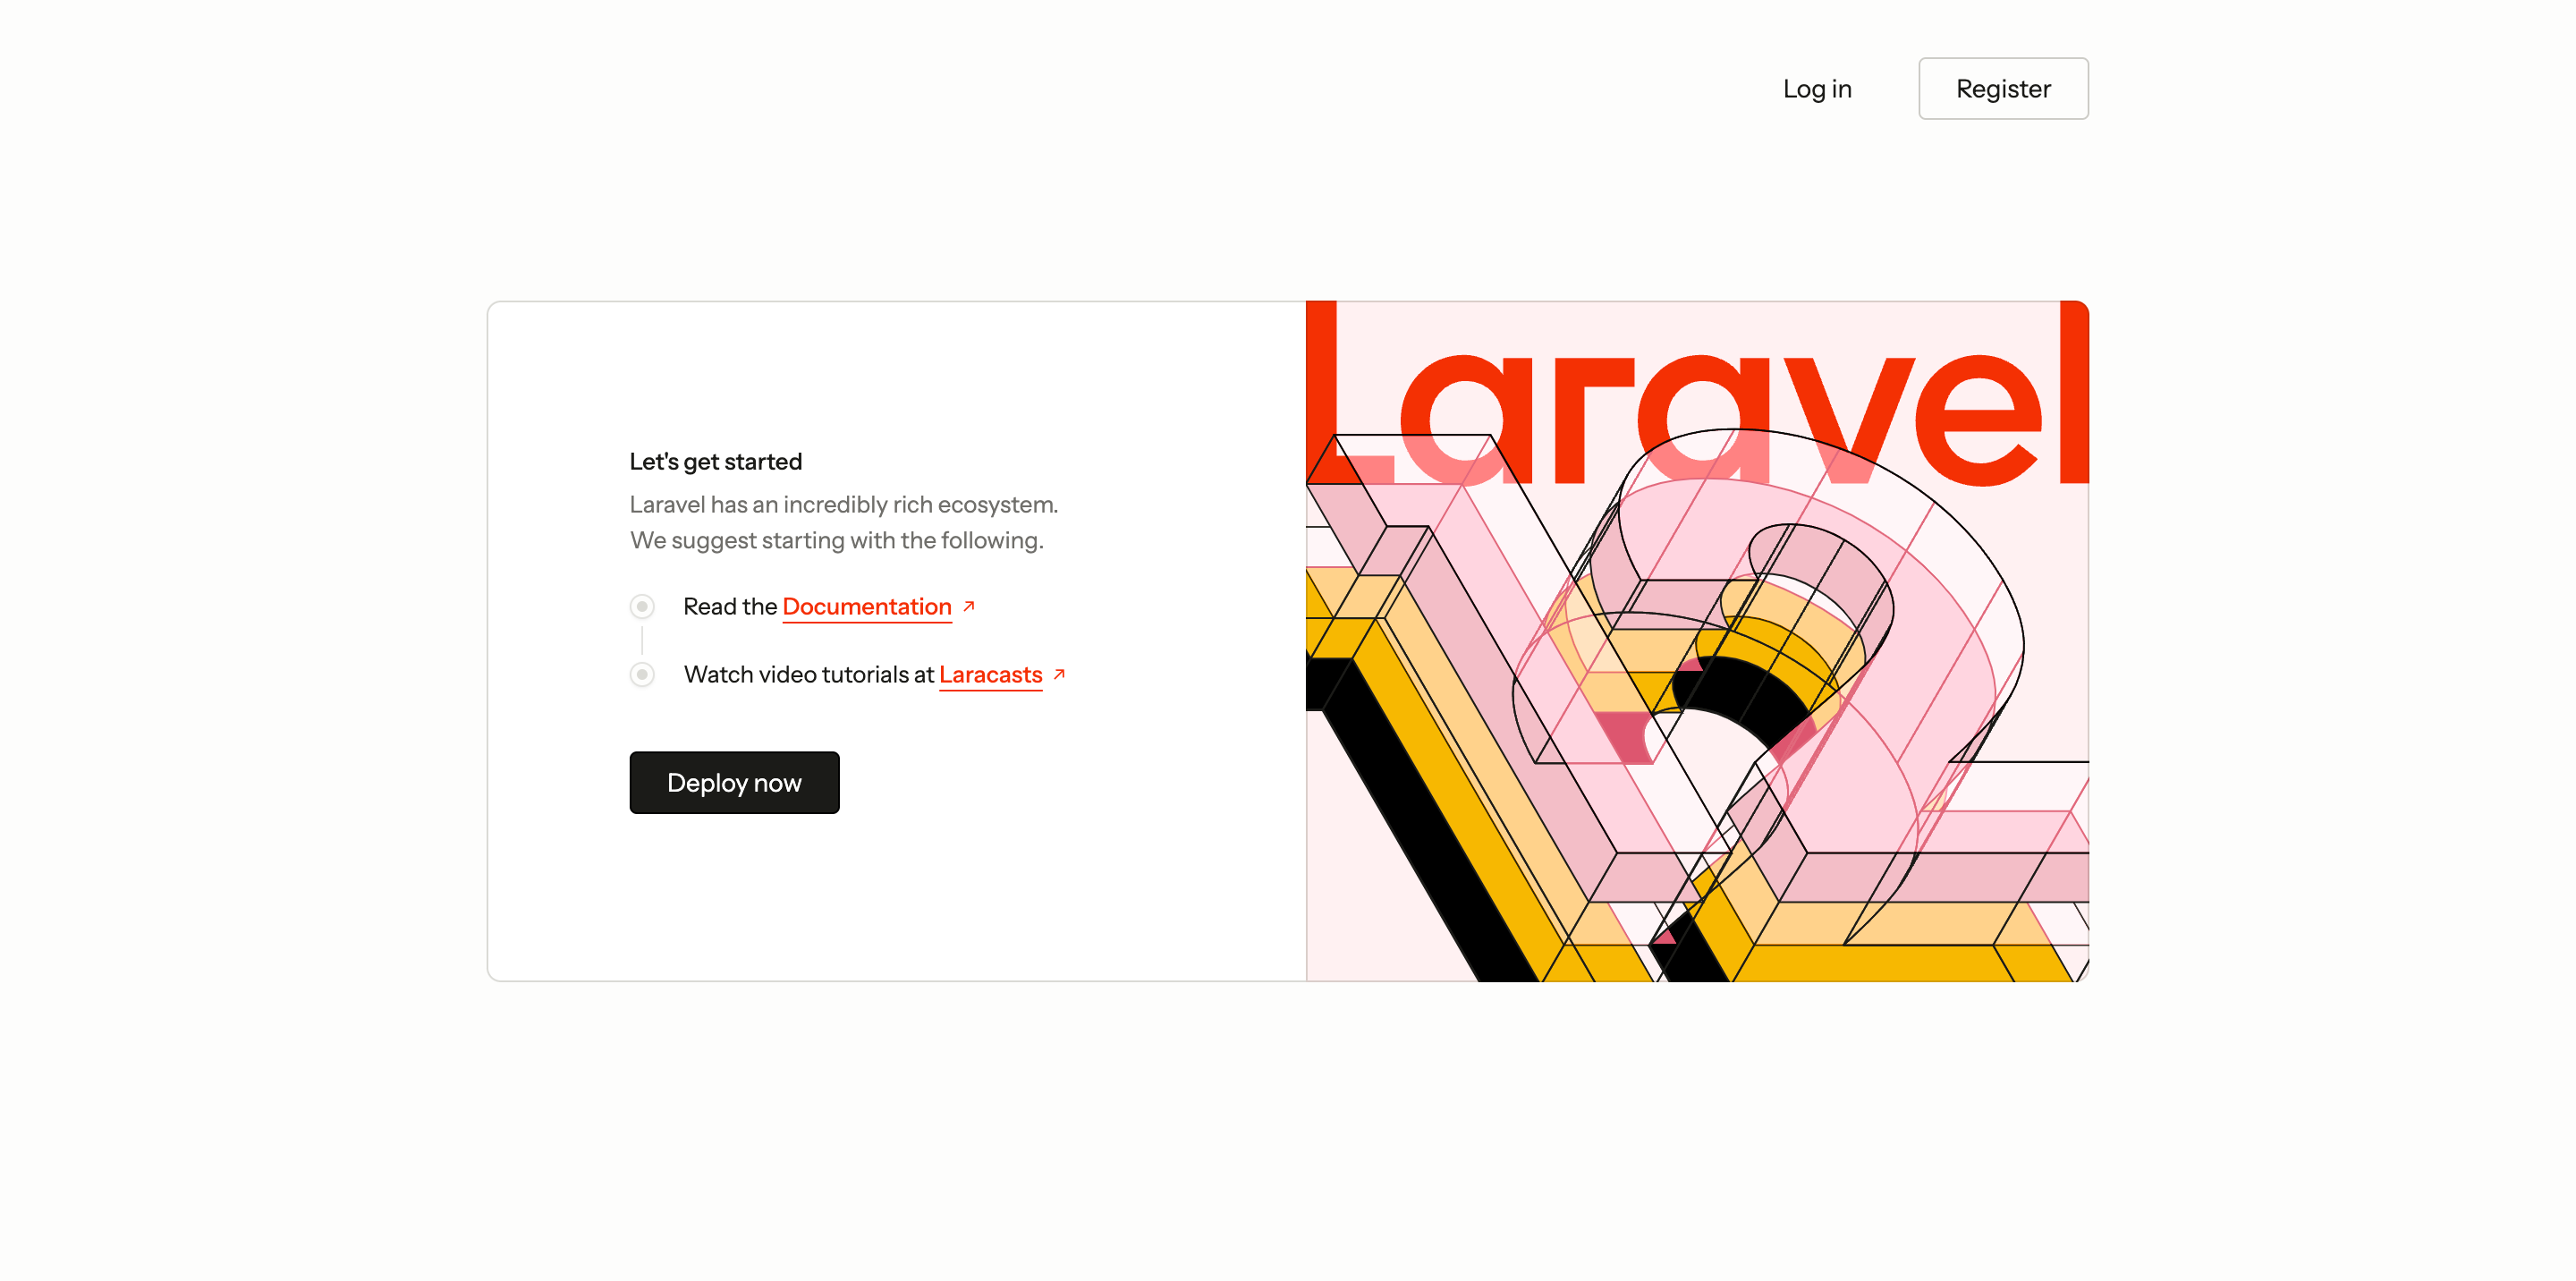 Log in
Register
Let's get started
Laravel has an incredibly rich ecosystem.
We suggest starting with the following.
Read the Documentation
Watch video tutorials at Laracasts
Deploy now
Laravel